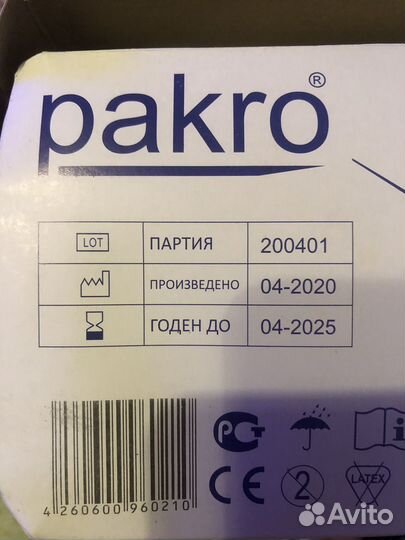 pakro®
LOT ПАРТИЯ 200401
ПРОИЗВЕДЕНО 04-2020
ГОДЕН ДО 04-2025
РСТ
CE 2 LATEX
4 260600 960210
Avito